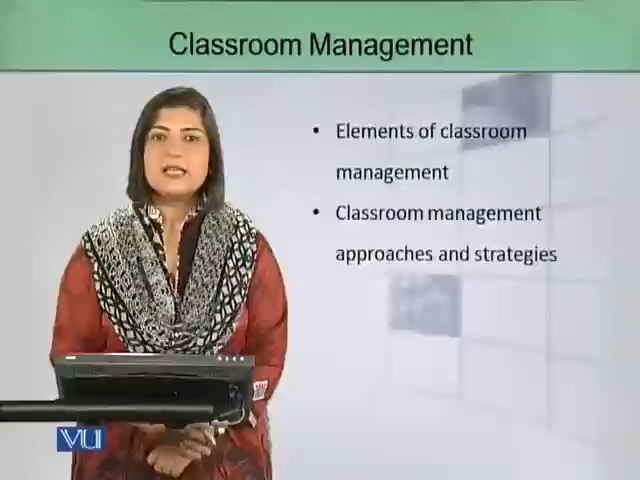 Classroom Management
• Elements of classroom
management
• Classroom management
approaches and strategies
VU